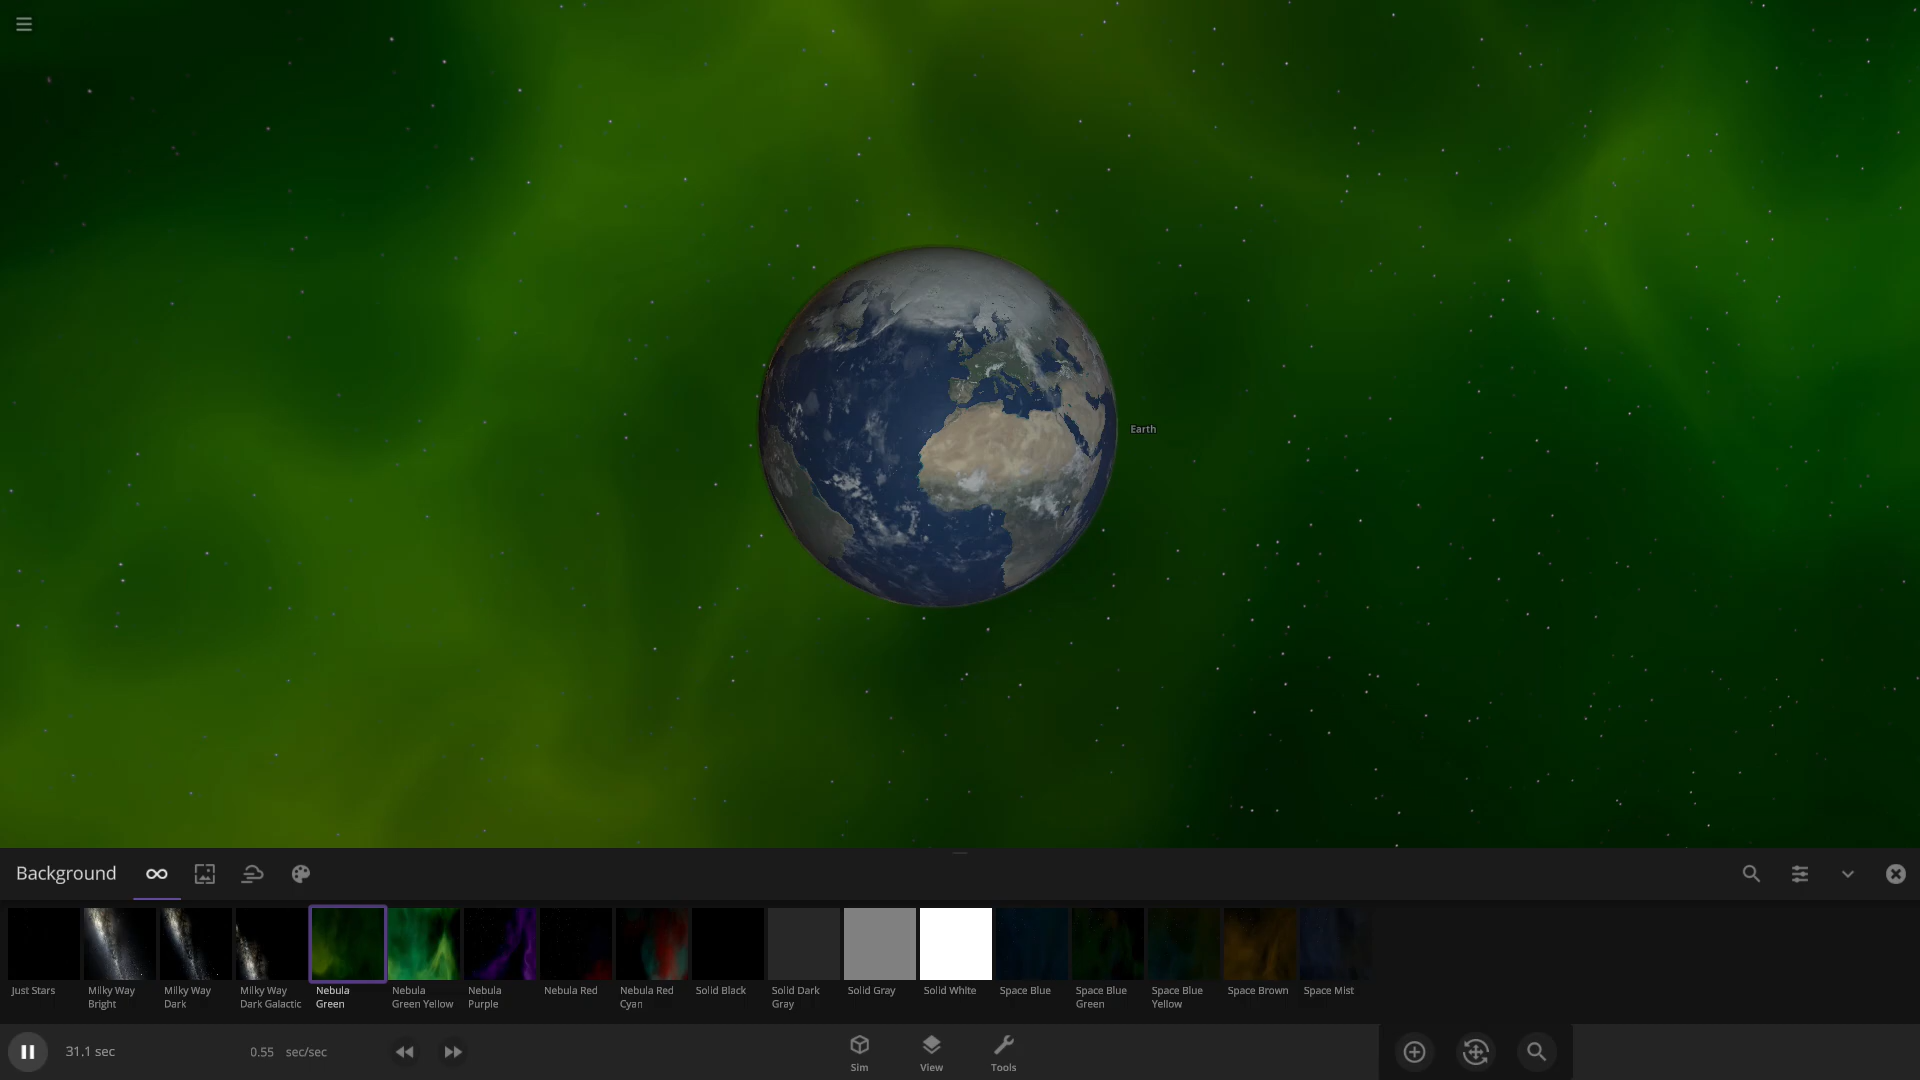 Earth
Background
Just Stars
Milky Way
Bright
Milky Way
Dark
Milky Way
Dark Galactic
Nebula
Green
Nebula
Green Yellow
Nebula
Purple
Nebula Red
Nebula Red
Cyan
Solid Black
Solid Dark
Gray
Solid Gray
Solid White
Space Blue
Space Blue
Green
Space Blue
Yellow
Space Brown
Space Mist
31.1 sec
0.55 sec/sec
Sim
View
Tools